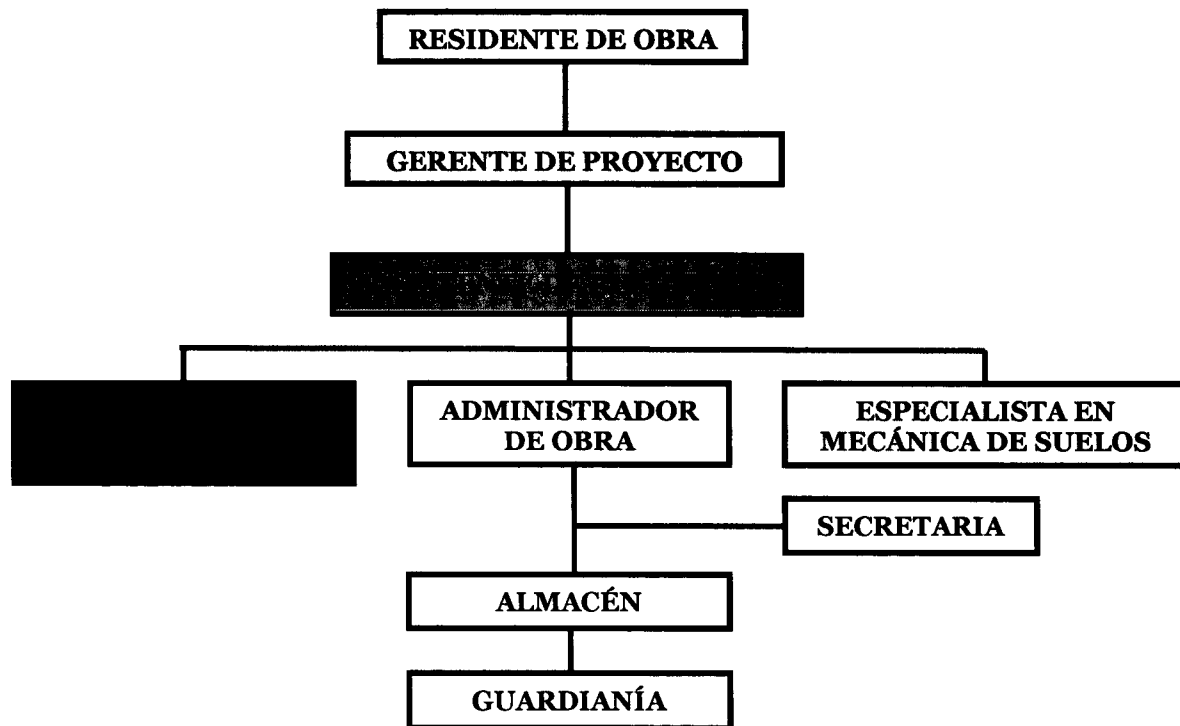 RESIDENTE DE OBRA
GERENTE DE PROYECTO
ADMINISTRADOR
DE OBRA
ESPECIALISTA EN
MECÁNICA DE SUELOS
SECRETARIA
ALMACÉN
GUARDIANÍA